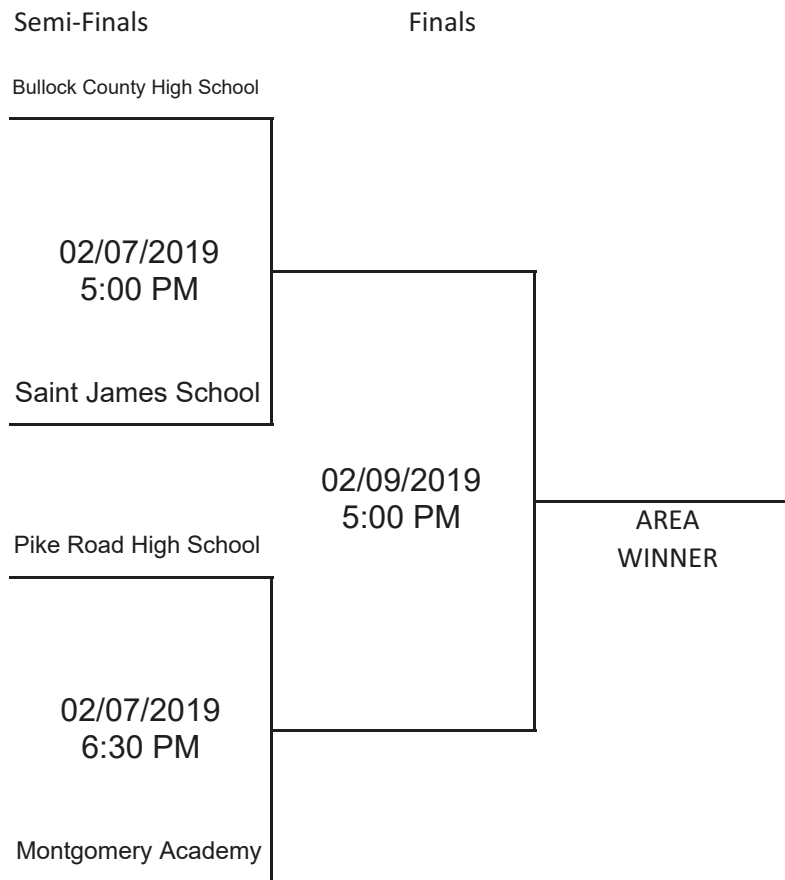 Semi-Finals
Finals
Bullock County High School
02/07/2019
5:00 PM
Saint James School
02/09/2019
5:00 PM
AREA
WINNER
Pike Road High School
02/07/2019
6:30 PM
Montgomery Academy